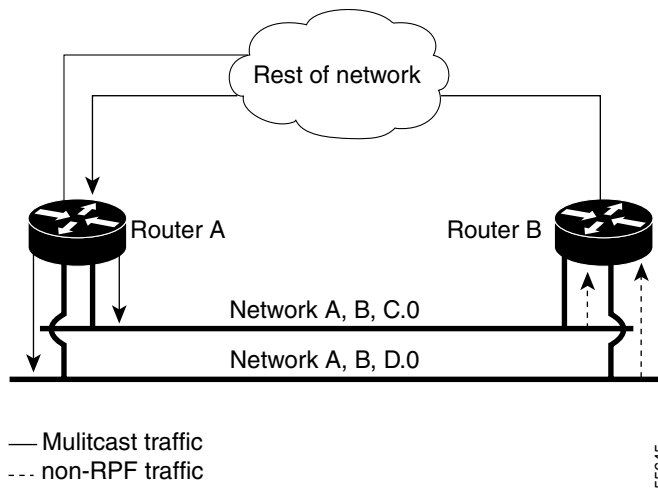 Rest of network
Router A
Router B
Network A, B, C.0
Network A, B, D.0
Mulitcast traffic
non-RPF traffic